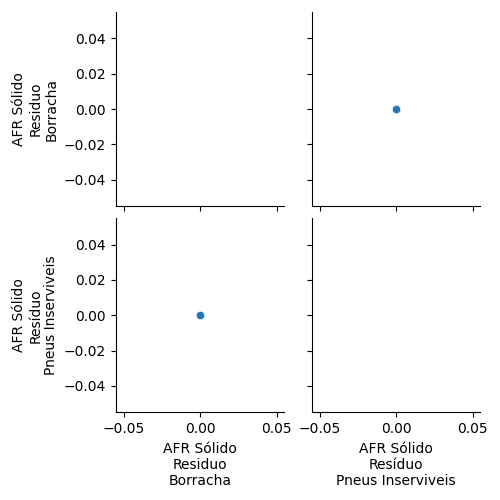 AFR Sólido
Residuo
Borracha
0.04
0.02
0.00
−0.02
−0.04
AFR Sólido
Resíduo
Pneus Inserviveis
0.04
0.02
0.00
−0.02
−0.04
−0.05
0.00
0.05
−0.05
0.00
0.05
AFR Sólido
Residuo
Borracha
AFR Sólido
Resíduo
Pneus Inserviveis